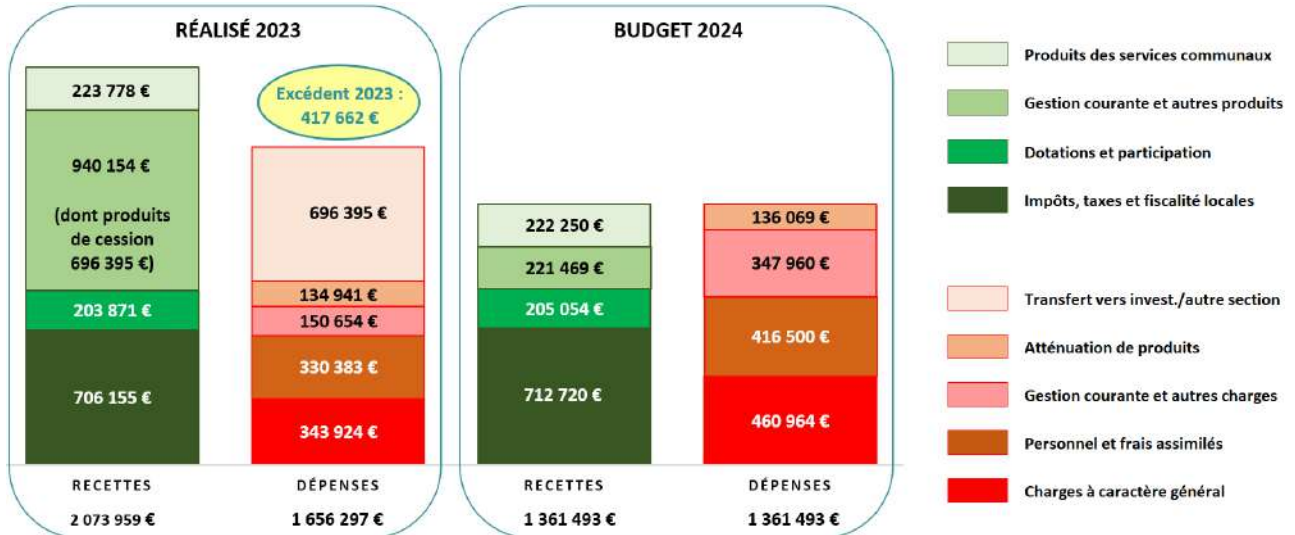 RÉALISÉ 2023
223 778 €
940 154 €
(dont produits
de cession
696 395 €)
203 871 €
706 155 €
Excédent 2023 :
417 662 €
696 395 €
134 941 €
150 654 €
330 383 €
343 924 €
RECETTES
2 073 959 €
DÉPENSES
1 656 297 €
BUDGET 2024
222 250 €
221 469 €
205 054 €
712 720 €
136 069 €
347 960 €
416 500 €
460 964 €
RECETTES
1 361 493 €
DÉPENSES
1 361 493 €
Produits des services communaux
Gestion courante et autres produits
Dotations et participation
Impôts, taxes et fiscalité locales
Transfert vers invest./autre section
Atténuation de produits
Gestion courante et autres charges
Personnel et frais assimilés
Charges à caractère général